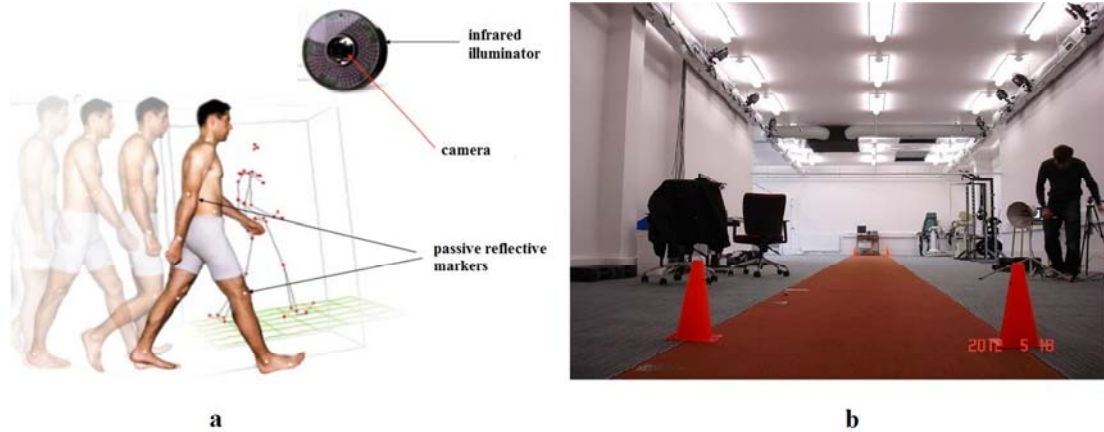 infrared
illuminator
camera
passive reflective
markers
2012 5 18
a
b